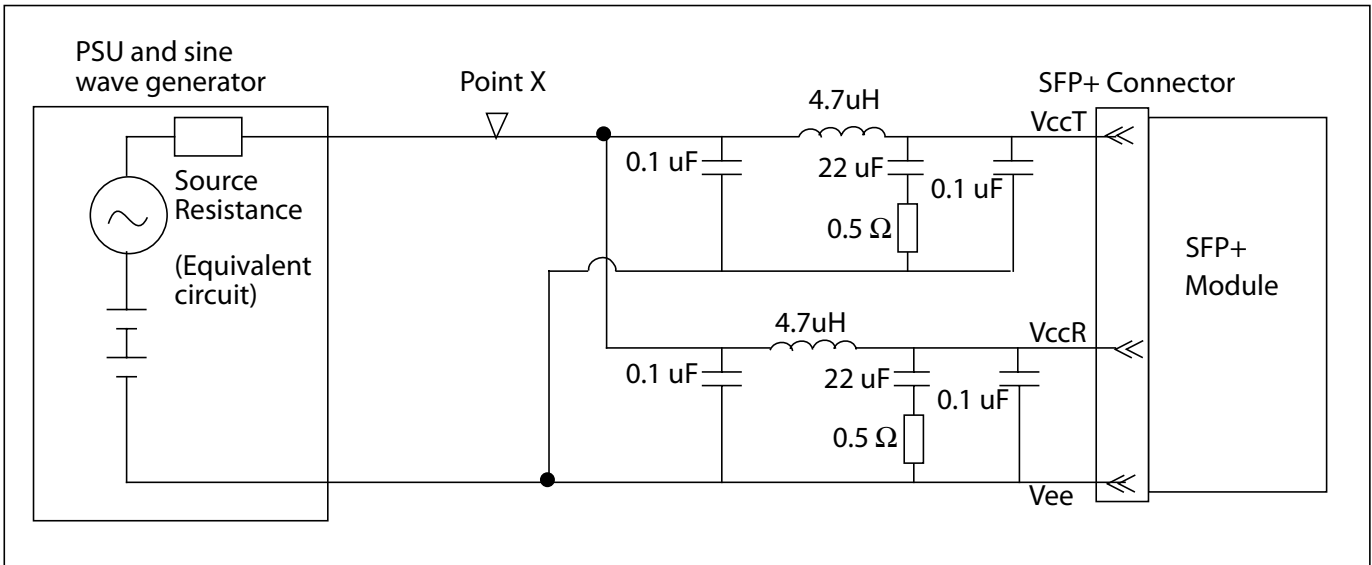 PSU and sine
wave generator
Point X
SFP+ Connector
4.7uH
VccT
0.1 uF
22 uF
0.1 uF
Source
Resistance
0.5 Ω
(Equivalent
circuit)
SFP+
Module
4.7uH
VccR
0.1 uF
22 uF
0.1 uF
0.5 Ω
Vee